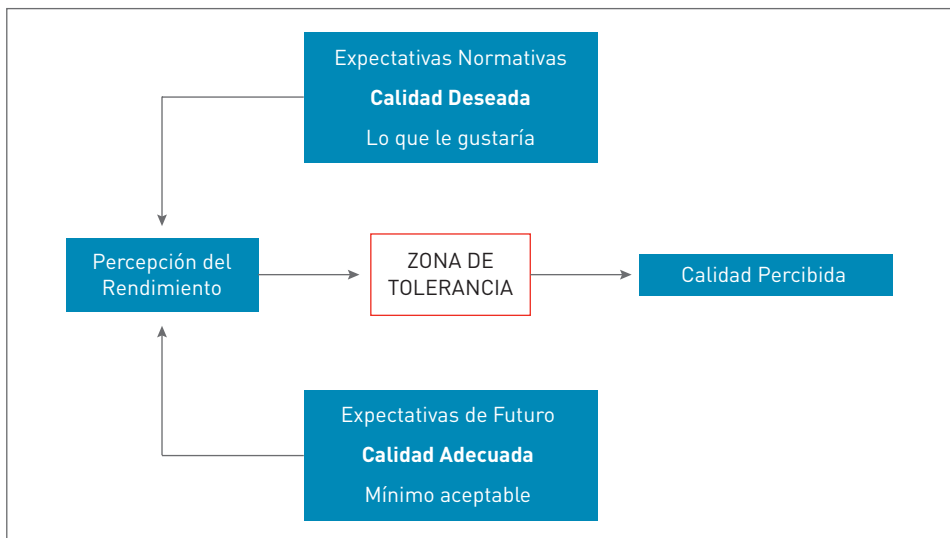 Expectativas Normativas
Calidad Deseada
Lo que le gustaría
Percepción del
Rendimiento
ZONA DE
TOLERANCIA
Calidad Percibida
Expectativas de Futuro
Calidad Adecuada
Mínimo aceptable